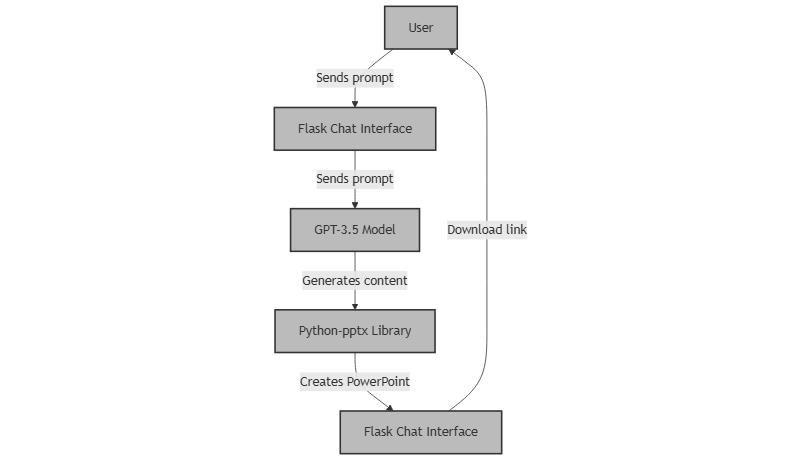 User
Sends prompt
Flask Chat Interface
Sends prompt
GPT-3.5 Model
Download link
Generates content
Python-pptx Library
Creates PowerPoint
Flask Chat Interface